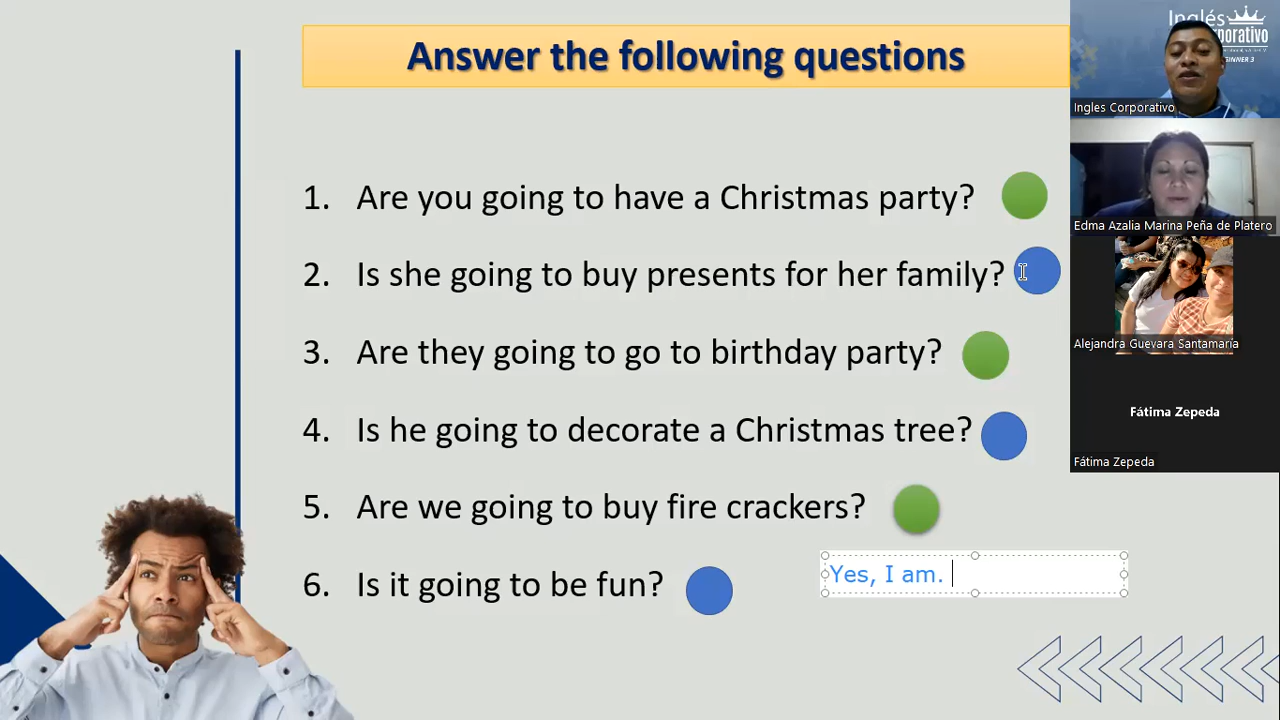 Answer the following questions
1. Are you going to have a Christmas party?
2. Is she going to buy presents for her family?
3. Are they going to go to birthday party?
4. Is he going to decorate a Christmas tree?
5. Are we going to buy fire crackers?
6. Is it going to be fun?
Yes, I am.
Inglés
Ingles Corporativo
Edma Azalia Marina Peña de Platero
Alejandra Guevara Santamaría
Fátima Zepeda
Fátima Zepeda